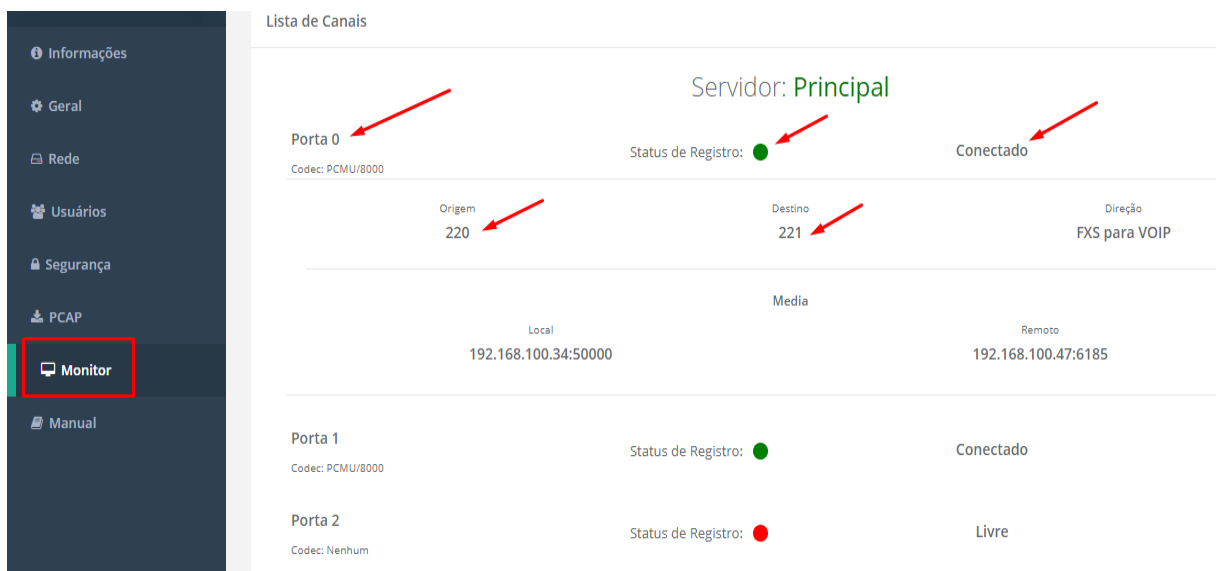 Informações
Geral
Rede
Usuários
Segurança
PCAP
Monitor
Manual
Lista de Canais
Servidor: Principal
Porta 0
Codec: PCMU/8000
Status de Registro:
Conectado
Origem
220
Destino
221
Direção
FXS para VOIP
Media
Local
192.168.100.34:50000
Remoto
192.168.100.47:6185
Porta 1
Codec: PCMU/8000
Status de Registro:
Conectado
Porta 2
Codec: Nenhum
Status de Registro:
Livre